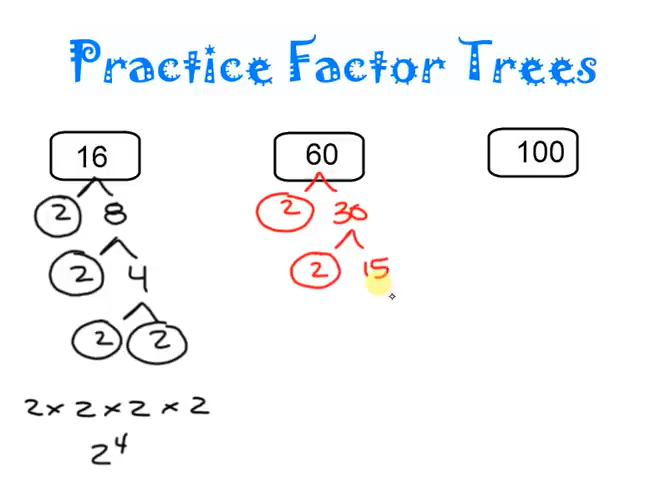 Practice Factor Trees
16 60 100
2 8 2 30
2 4 2 15
2 2
2 × 2 × 2 × 2
2⁴